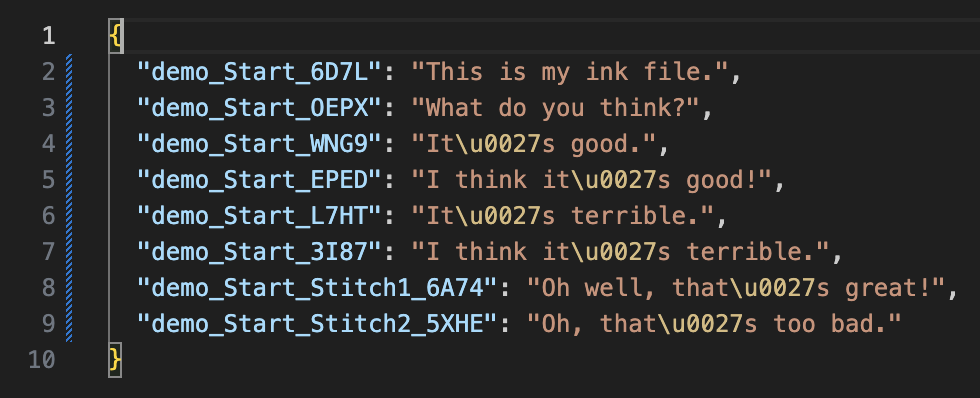 1 {
2 "demo_Start_6D7L": "This is my ink file.",
3 "demo_Start_OEPX": "What do you think?",
4 "demo_Start_WNG9": "It\u0027s good.",
5 "demo_Start_EPED": "I think it\u0027s good!",
6 "demo_Start_L7HT": "It\u0027s terrible.",
7 "demo_Start_3I87": "I think it\u0027s terrible.",
8 "demo_Start_Stitch1_6A74": "Oh well, that\u0027s great!",
9 "demo_Start_Stitch2_5XHE": "Oh, that\u0027s too bad."
10 }